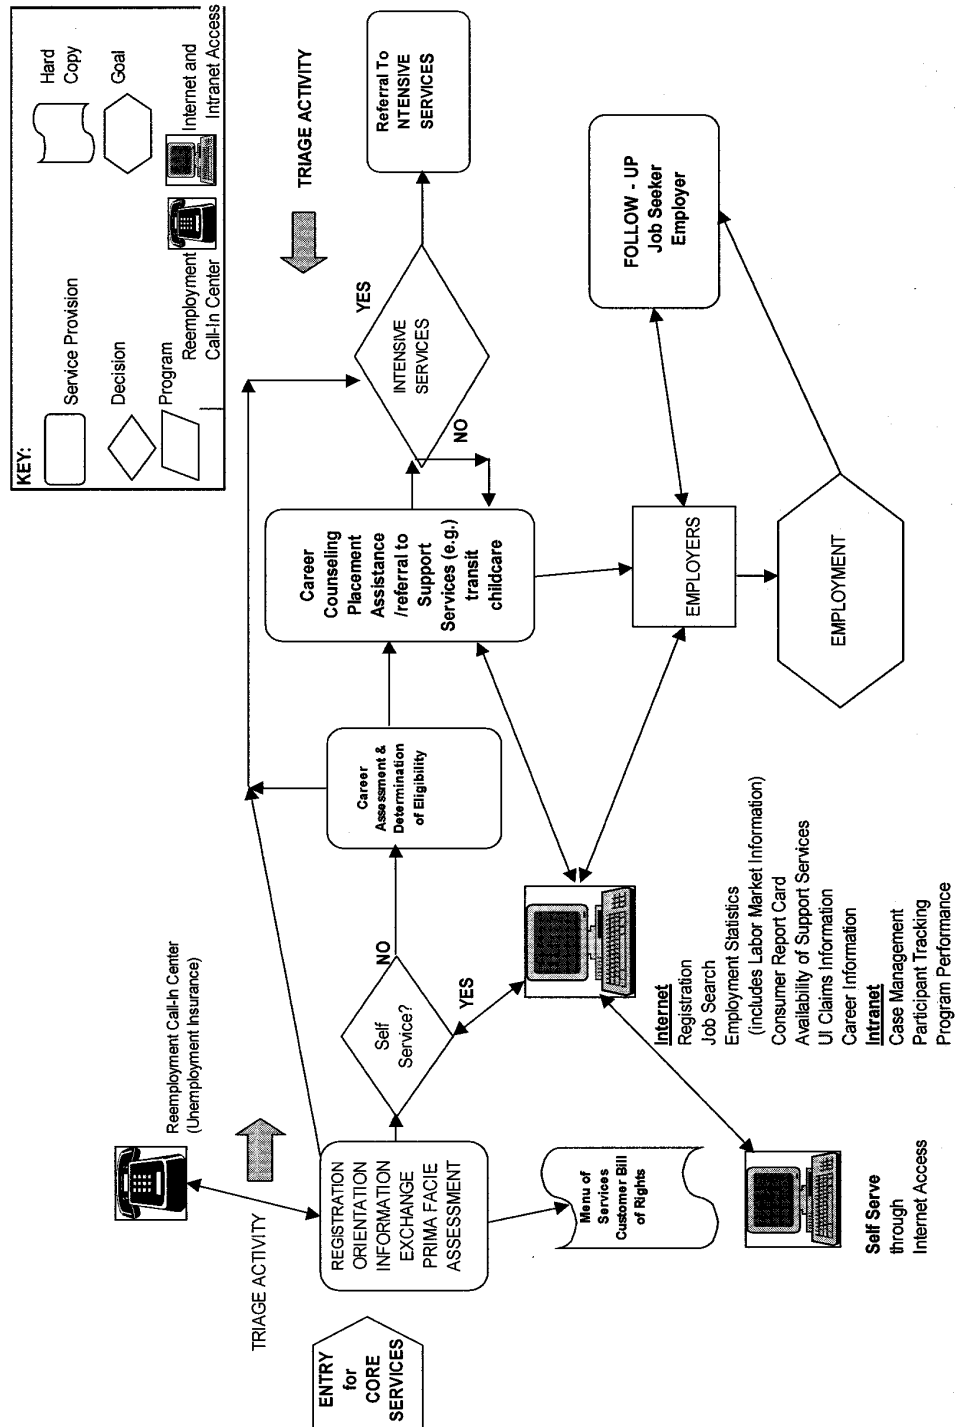 KEY:
Service Provision
Hard
Copy
Decision
Goal
Program
Reemployment
Call-In Center
Internet and
Intranet Access
ENTRY
for
CORE
SERVICES
TRIAGE ACTIVITY
Reemployment Call-In Center
(Unemployment Insurance)
REGISTRATION
ORIENTATION
INFORMATION
EXCHANGE
PRIMA FACIE
ASSESSMENT
Menu of
Services
Customer Bill
of Rights
Self Serve
through
Internet Access
Self
Service?
NO
YES
Career
Assessment &
Determination
of Eligibility
Internet
Registration
Job Search
Employment Statistics
(includes Labor Market Information)
Consumer Report Card
Availability of Support Services
UI Claims Information
Career Information
Intranet
Case Management
Participant Tracking
Program Performance
Career
Counseling
Placement
Assistance
/referral to
Support
Services (e.g.)
transit
childcare
INTENSIVE
SERVICES
YES
NO
TRIAGE ACTIVITY
Referral To
NTENSIVE
SERVICES
EMPLOYERS
EMPLOYMENT
FOLLOW - UP
Job Seeker
Employer